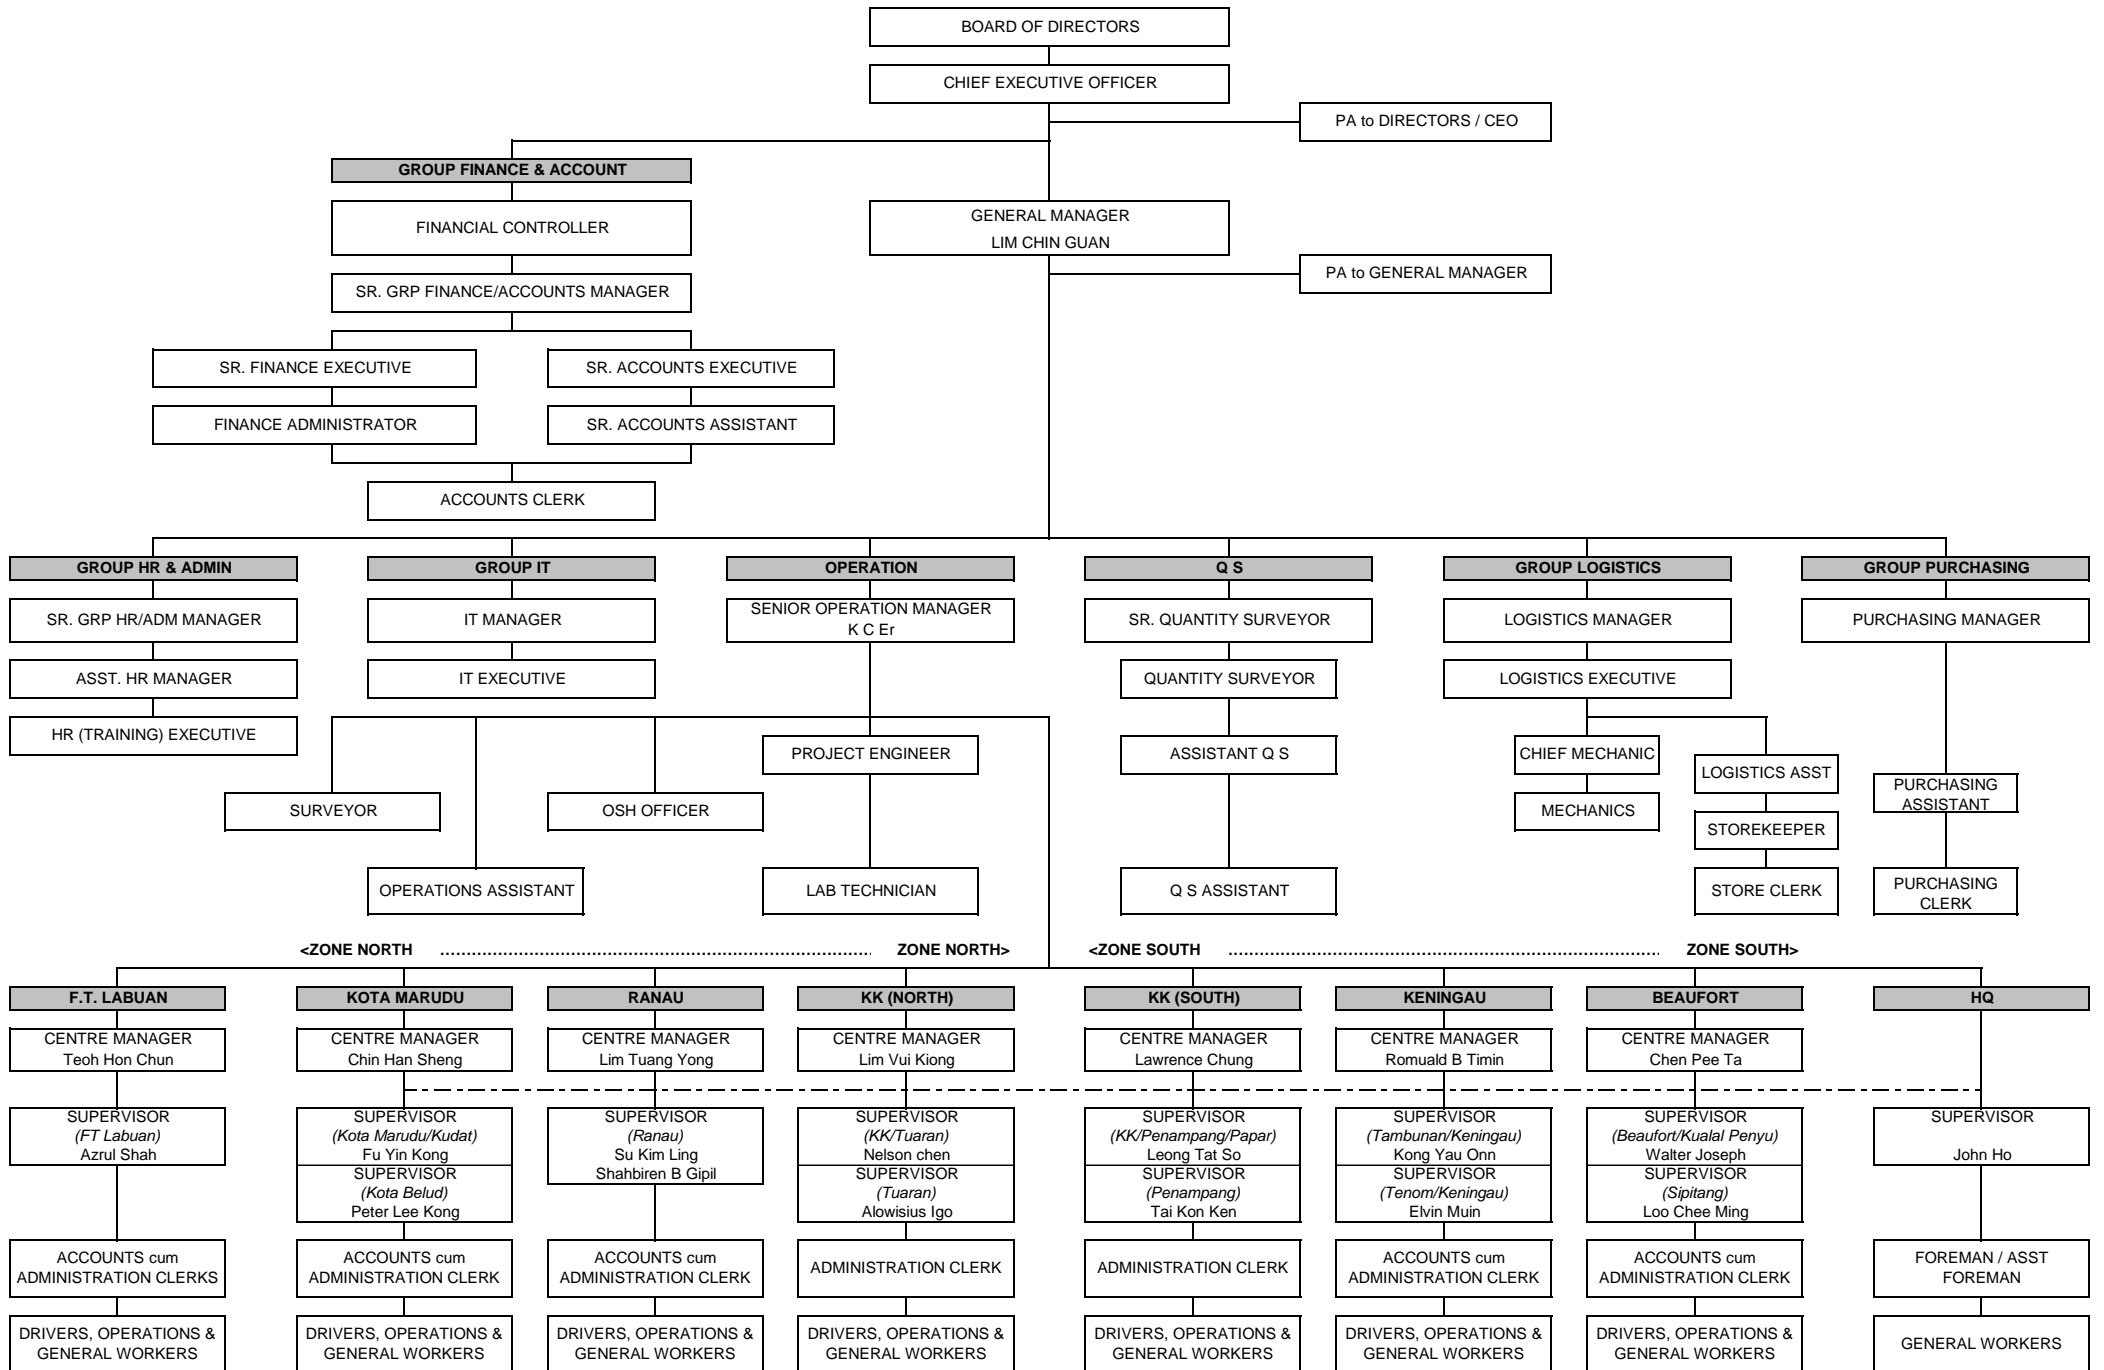 BOARD OF DIRECTORS
CHIEF EXECUTIVE OFFICER
PA to DIRECTORS / CEO
GROUP FINANCE & ACCOUNT
FINANCIAL CONTROLLER
GENERAL MANAGER
LIM CHIN GUAN
PA to GENERAL MANAGER
SR. GRP FINANCE/ACCOUNTS MANAGER
SR. FINANCE EXECUTIVE
SR. ACCOUNTS EXECUTIVE
FINANCE ADMINISTRATOR
SR. ACCOUNTS ASSISTANT
ACCOUNTS CLERK
GROUP HR & ADMIN
SR. GRP HR/ADM MANAGER
ASST. HR MANAGER
HR (TRAINING) EXECUTIVE
GROUP IT
IT MANAGER
IT EXECUTIVE
OPERATION
SENIOR OPERATION MANAGER
K C Er
PROJECT ENGINEER
SURVEYOR
OSH OFFICER
OPERATIONS ASSISTANT
LAB TECHNICIAN
Q S
SR. QUANTITY SURVEYOR
QUANTITY SURVEYOR
ASSISTANT Q S
Q S ASSISTANT
GROUP LOGISTICS
LOGISTICS MANAGER
LOGISTICS EXECUTIVE
CHIEF MECHANIC
MECHANICS
LOGISTICS ASST
STOREKEEPER
STORE CLERK
GROUP PURCHASING
PURCHASING MANAGER
PURCHASING
ASSISTANT
PURCHASING
CLERK
<ZONE NORTH ................................................................................. ZONE NORTH>
<ZONE SOUTH ................................................................................. ZONE SOUTH>
F.T. LABUAN
CENTRE MANAGER
Teoh Hon Chun
SUPERVISOR
(FT Labuan)
Azrul Shah
ACCOUNTS cum
ADMINISTRATION CLERKS
DRIVERS, OPERATIONS &
GENERAL WORKERS
KOTA MARUDU
CENTRE MANAGER
Chin Han Sheng
SUPERVISOR
(Kota Marudu/Kudat)
Fu Yin Kong
SUPERVISOR
(Kota Belud)
Peter Lee Kong
ACCOUNTS cum
ADMINISTRATION CLERK
DRIVERS, OPERATIONS &
GENERAL WORKERS
RANAU
CENTRE MANAGER
Lim Tuang Yong
SUPERVISOR
(Ranau)
Su Kim Ling
Shahbiren B Gipil
ACCOUNTS cum
ADMINISTRATION CLERK
DRIVERS, OPERATIONS &
GENERAL WORKERS
KK (NORTH)
CENTRE MANAGER
Lim Vui Kiong
SUPERVISOR
(KK/Tuaran)
Nelson chen
SUPERVISOR
(Tuaran)
Alowisius Igo
ADMINISTRATION CLERK
DRIVERS, OPERATIONS &
GENERAL WORKERS
KK (SOUTH)
CENTRE MANAGER
Lawrence Chung
SUPERVISOR
(KK/Penampang/Papar)
Leong Tat So
SUPERVISOR
(Penampang)
Tai Kon Ken
ADMINISTRATION CLERK
DRIVERS, OPERATIONS &
GENERAL WORKERS
KENINGAU
CENTRE MANAGER
Romuald B Timin
SUPERVISOR
(Tambunan/Keningau)
Kong Yau Onn
SUPERVISOR
(Tenom/Keningau)
Elvin Muin
ACCOUNTS cum
ADMINISTRATION CLERK
DRIVERS, OPERATIONS &
GENERAL WORKERS
BEAUFORT
CENTRE MANAGER
Chen Pee Ta
SUPERVISOR
(Beaufort/Kualal Penyu)
Walter Joseph
SUPERVISOR
(Sipitang)
Loo Chee Ming
ACCOUNTS cum
ADMINISTRATION CLERK
DRIVERS, OPERATIONS &
GENERAL WORKERS
HQ
SUPERVISOR
John Ho
FOREMAN / ASST
FOREMAN
GENERAL WORKERS